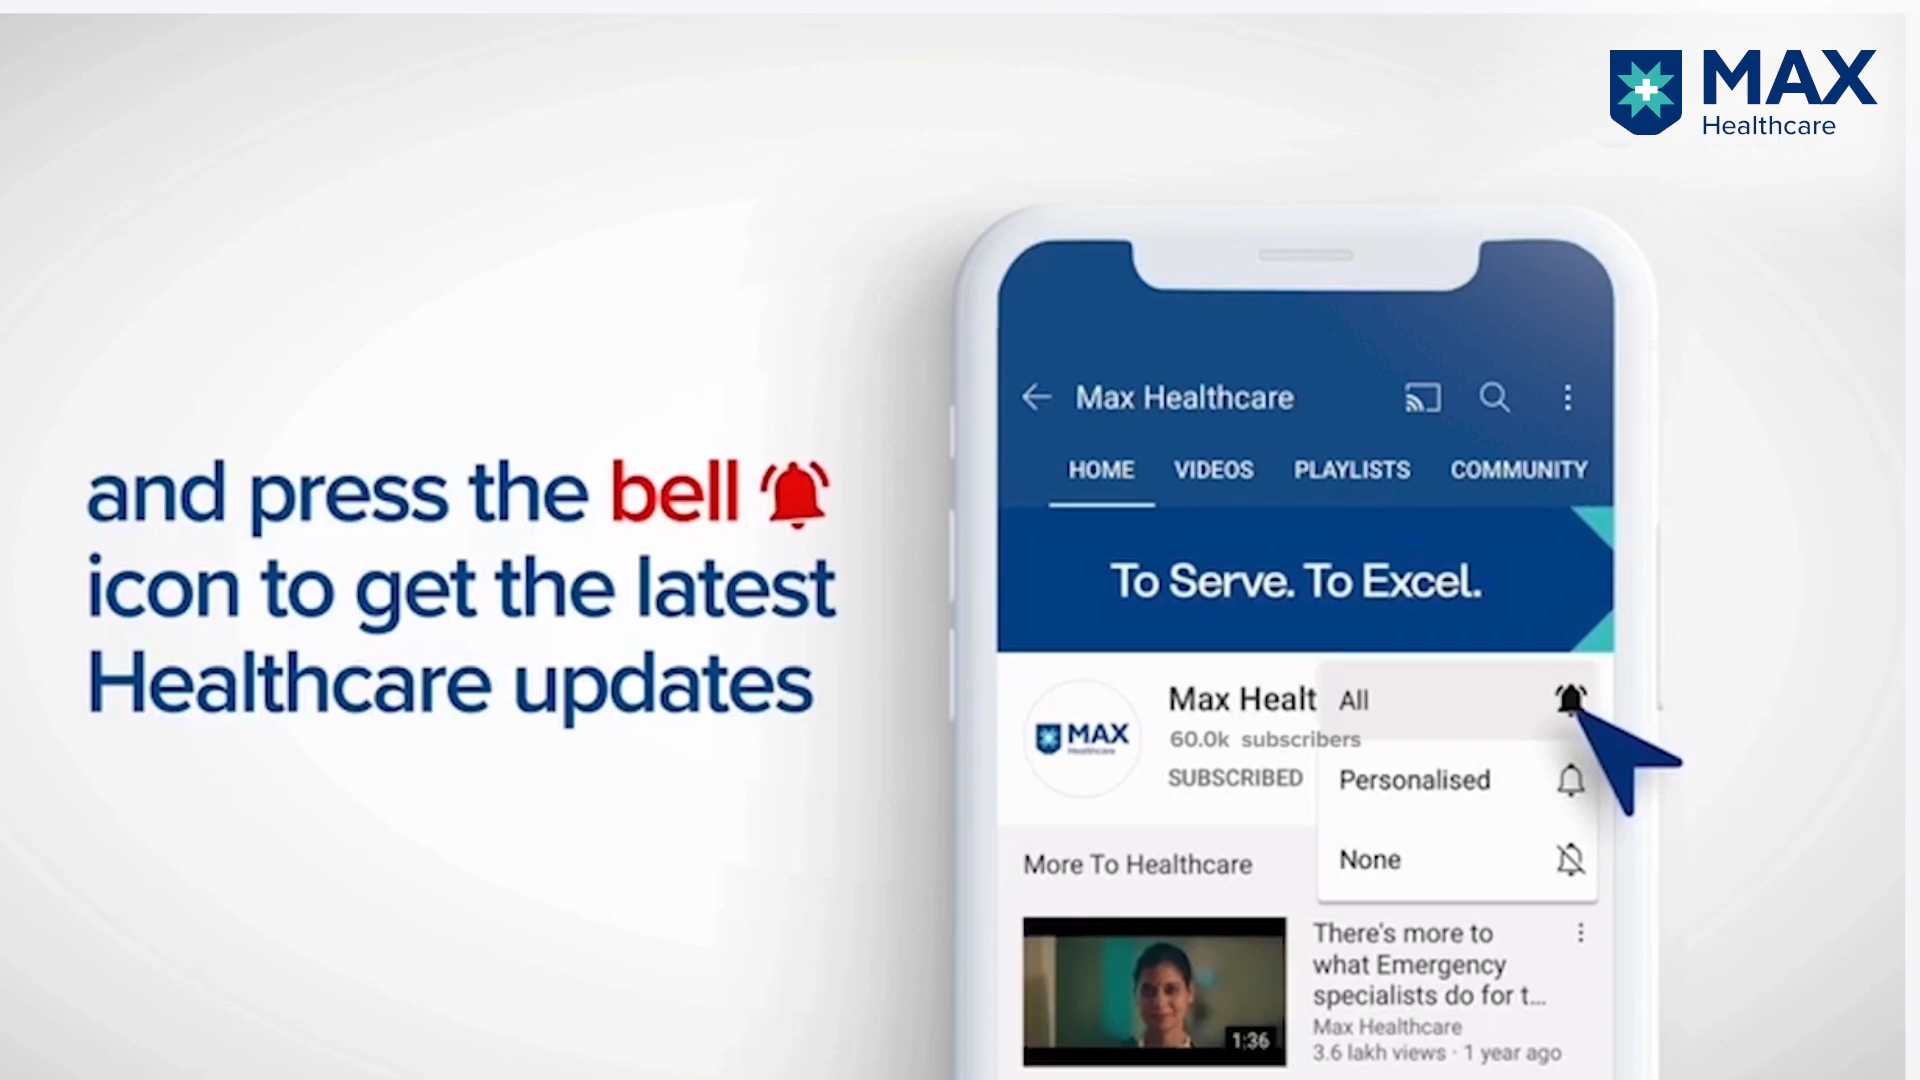 MAX
Healthcare
and press the bell
icon to get the latest
Healthcare updates
Max Healthcare
HOME VIDEOS PLAYLISTS COMMUNITY
To Serve. To Excel.
MAX
Healthcare
Max Healt
60.0k subscribers
SUBSCRIBED
All
Personalised
None
More To Healthcare
1:36
There's more to
what Emergency
specialists do for t...
Max Healthcare
3.6 lakh views · 1 year ago